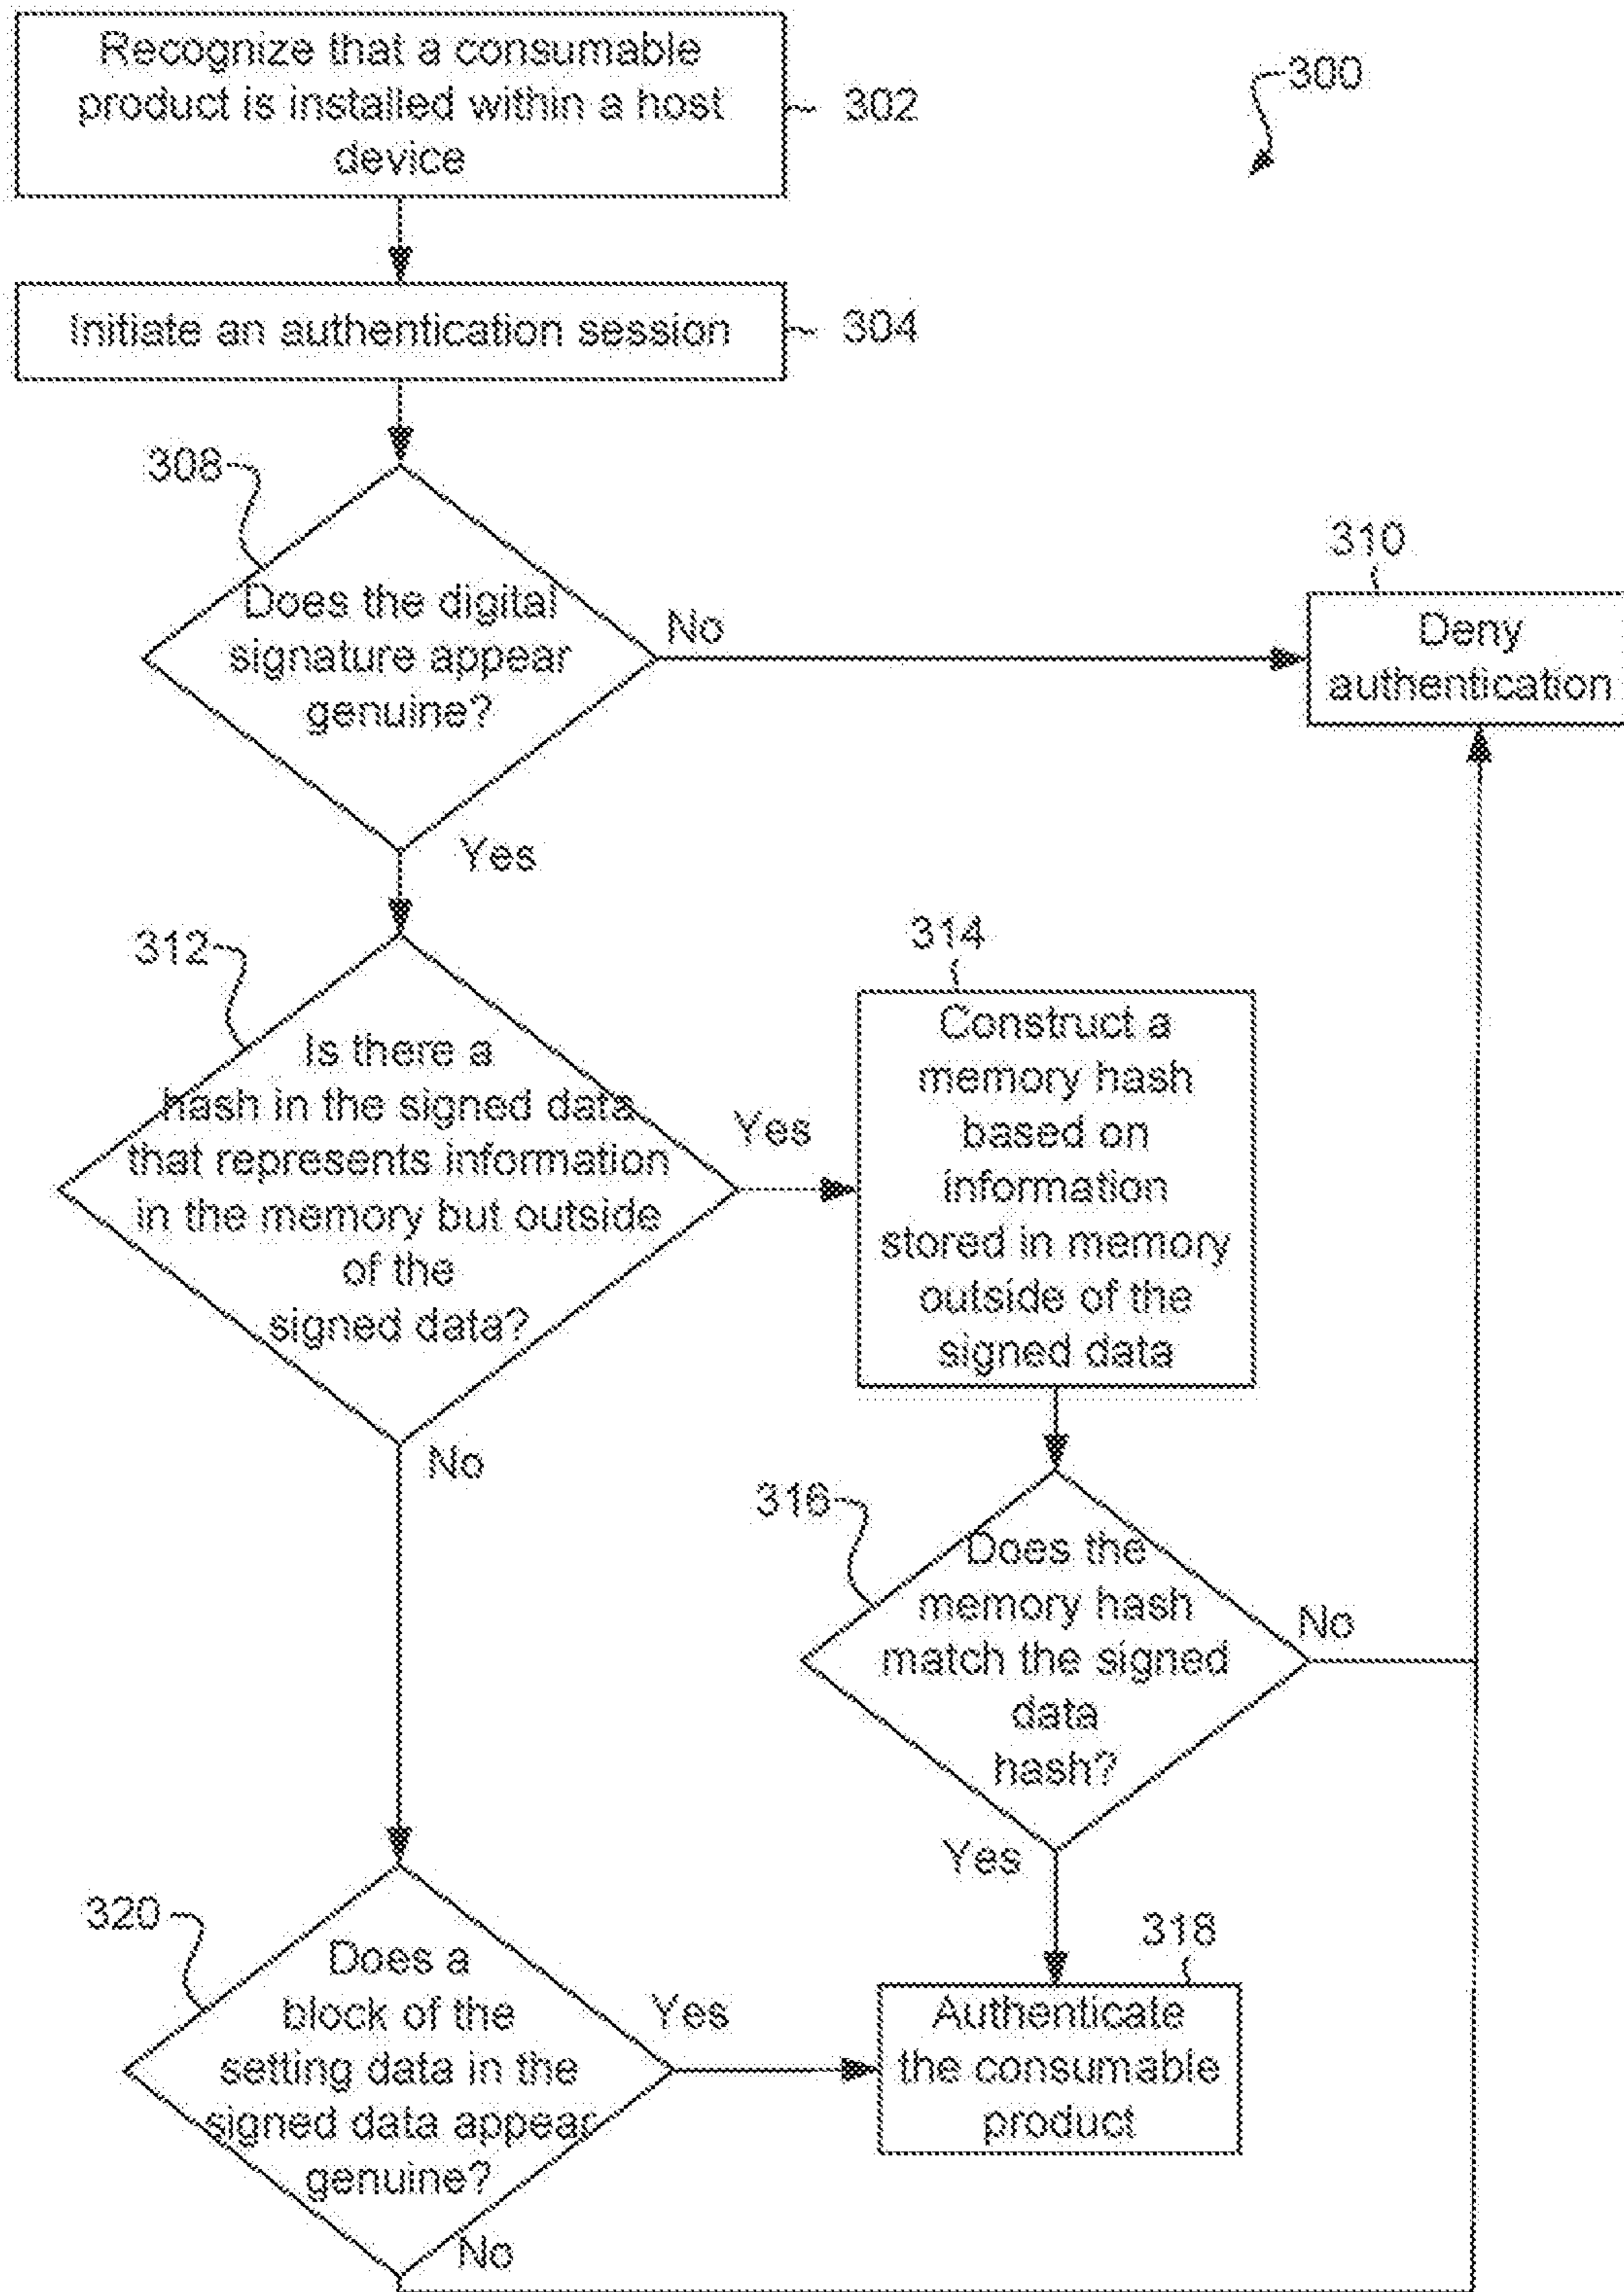 Recognize that a consumable
product is installed within a host
device
302
300
Initiate an authentication session
304
308
Does the digital
signature appear
genuine?
No
Yes
310
Deny
authentication
312
Is there a
hash in the signed data
that represents information
in the memory but outside
of the
signed data?
Yes
No
314
Construct a
memory hash
based on
information
stored in memory
outside of the
signed data
316
Does the
memory hash
match the signed
data
hash?
No
Yes
320
Does a
block of the
setting data in the
signed data appear
genuine?
Yes
No
318
Authenticate
the consumable
product